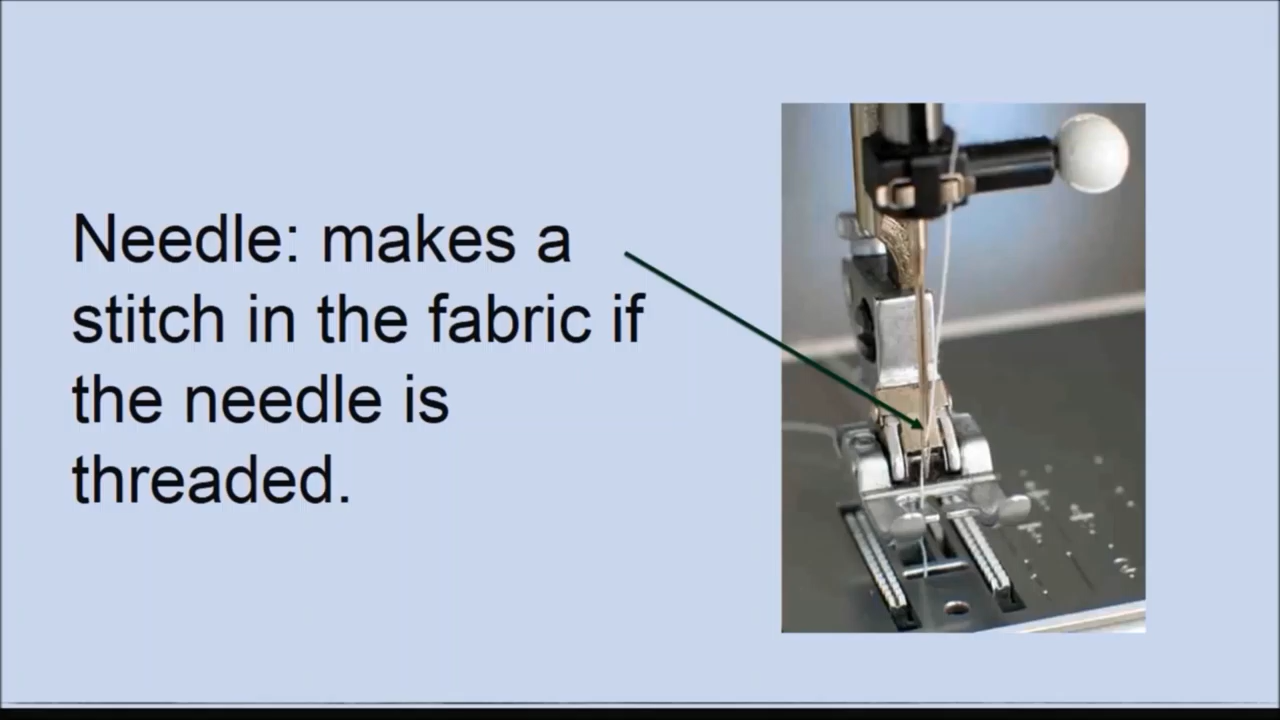 Needle: makes a
stitch in the fabric if
the needle is
threaded.